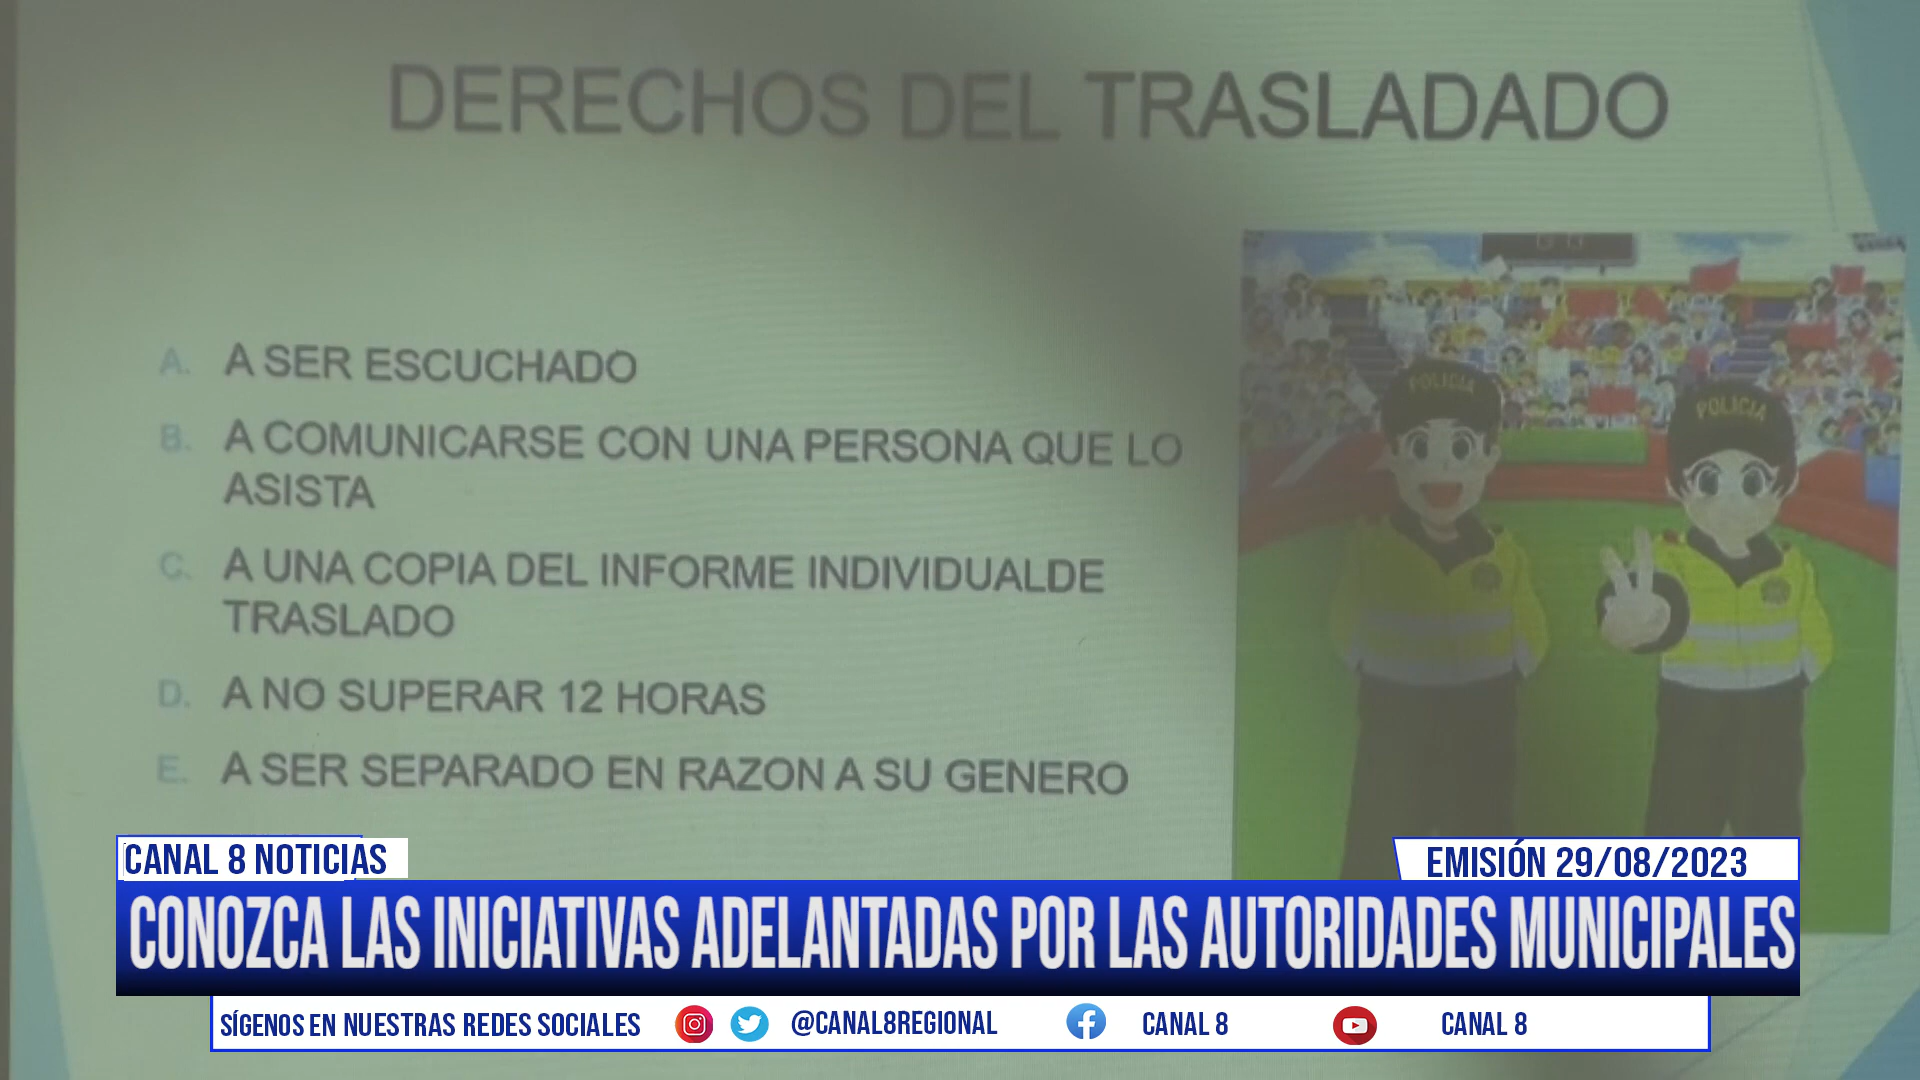 DERECHOS DEL TRASLADADO
A. A SER ESCUCHADO
B. A COMUNICARSE CON UNA PERSONA QUE LO
ASISTA
C. A UNA COPIA DEL INFORME INDIVIDUALDE
TRASLADO
D. A NO SUPERAR 12 HORAS
E. A SER SEPARADO EN RAZON A SU GENERO
POLICIA
POLICIA
CANAL 8 NOTICIAS
EMISIÓN 29/08/2023
CONOZCA LAS INICIATIVAS ADELANTADAS POR LAS AUTORIDADES MUNICIPALES
SÍGENOS EN NUESTRAS REDES SOCIALES @CANAL8REGIONAL CANAL 8 CANAL 8